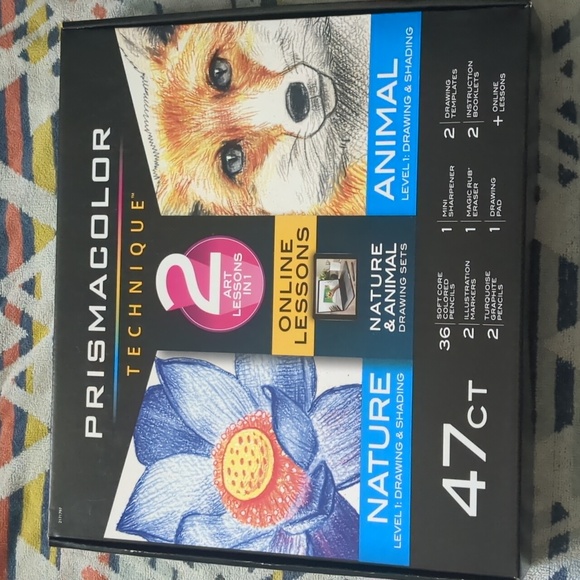 PRISMACOLOR
TECHNIQUE™
2
ART
LESSONS
IN 1
ONLINE
LESSONS
NATURE
& ANIMAL
DRAWING SETS
NATURE
LEVEL 1: DRAWING & SHADING
ANIMAL
LEVEL 1: DRAWING & SHADING
47CT
36 SOFT CORE
COLORED
PENCILS
2 ILLUSTRATION
MARKERS
2 TURQUOISE
GRAPHITE
PENCILS
1 MINI
SHARPENER
1 MAGIC RUB®
ERASER
1 DRAWING
PAD
2 DRAWING
TEMPLATES
2 INSTRUCTION
BOOKLETS
+ ONLINE
LESSONS